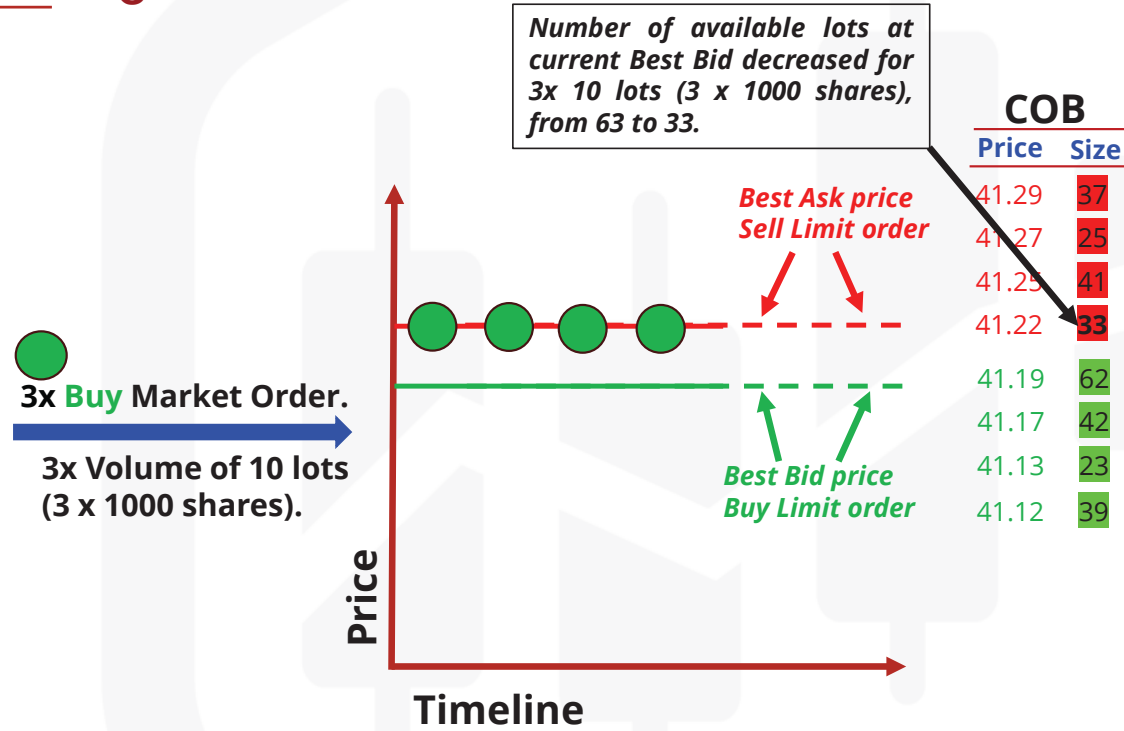 Number of available lots at
current Best Bid decreased for
3x 10 lots (3 x 1000 shares),
from 63 to 33.
COB
Price Size
41.29 37
41.27 25
41.25 41
41.22 33
41.19 62
41.17 42
41.13 23
41.12 39
Best Ask price
Sell Limit order
3x Buy Market Order.
3x Volume of 10 lots
(3 x 1000 shares).
Best Bid price
Buy Limit order
Price
Timeline